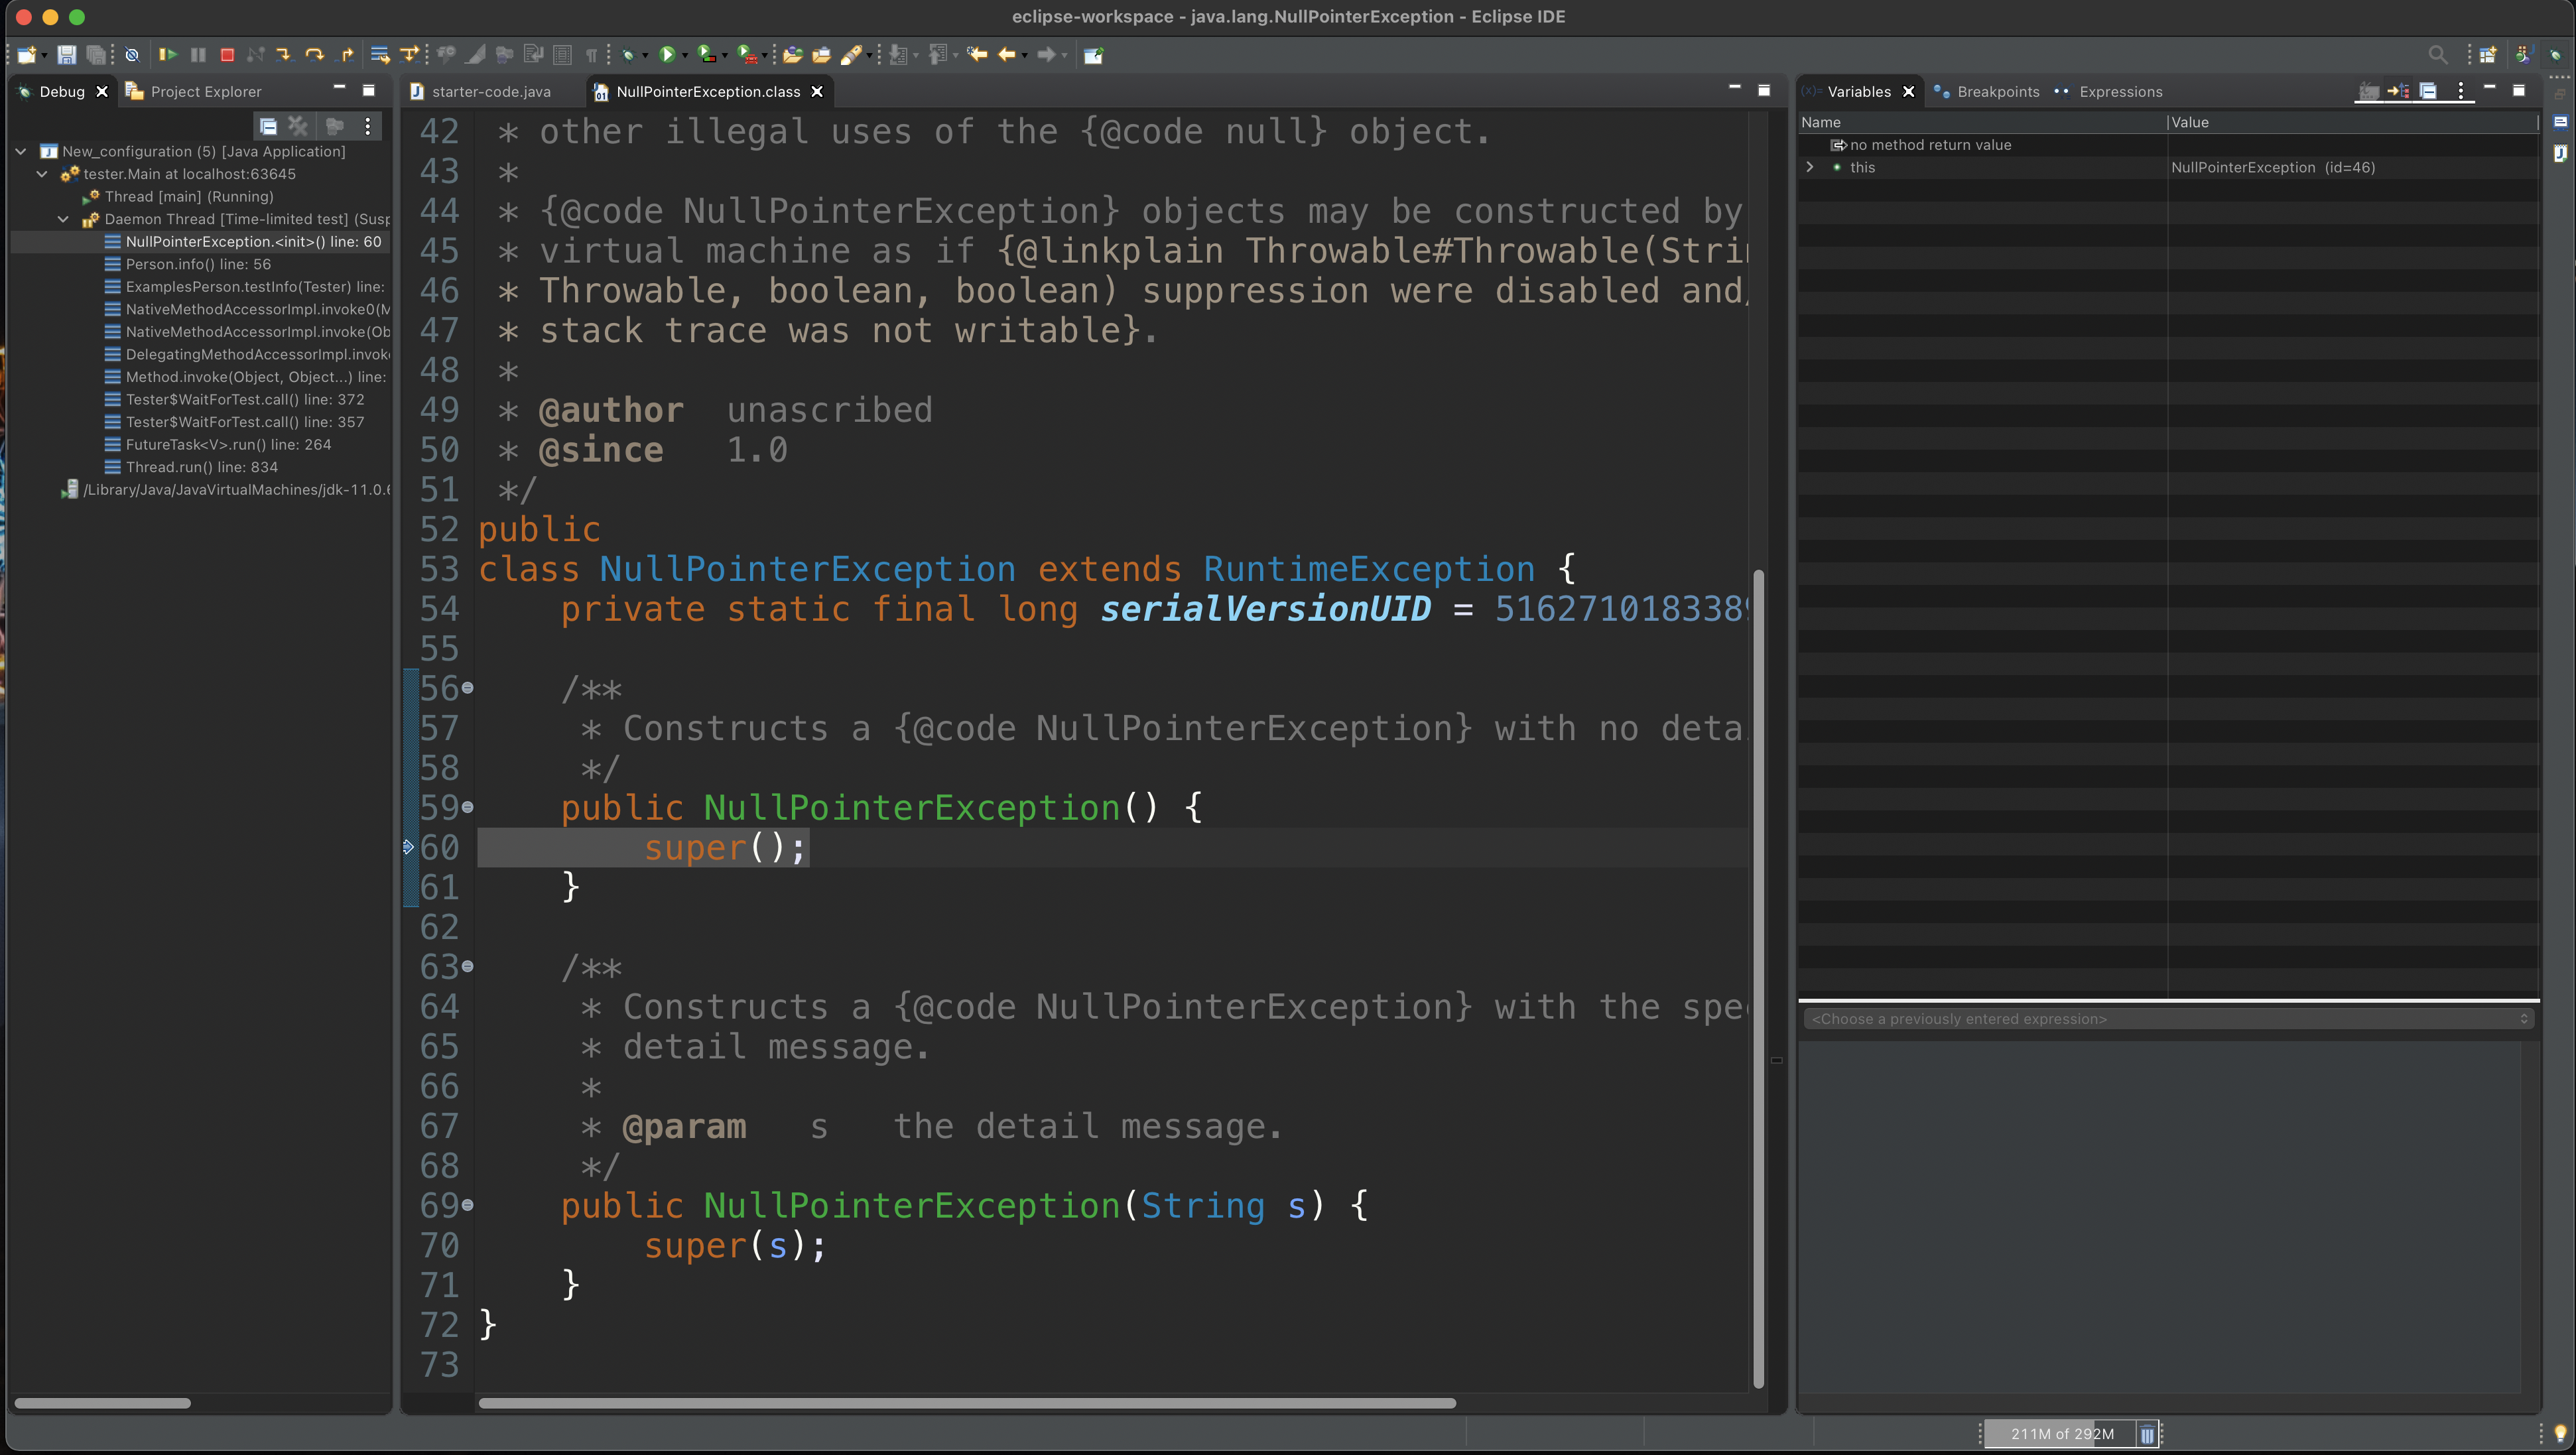 eclipse-workspace - java.lang.NullPointerException - Eclipse IDE
Debug
Project Explorer
New_configuration (5) [Java Application]
tester.Main at localhost:63645
Thread [main] (Running)
Daemon Thread [Time-limited test] (Susp
NullPointerException.<init>() line: 60
Person.info() line: 56
ExamplesPerson.testInfo(Tester) line:
NativeMethodAccessorImpl.invoke0(M
NativeMethodAccessorImpl.invoke(Ob
DelegatingMethodAccessorImpl.invok
Method.invoke(Object, Object...) line:
Tester$WaitForTest.call() line: 372
Tester$WaitForTest.call() line: 357
FutureTask<V>.run() line: 264
Thread.run() line: 834
/Library/Java/JavaVirtualMachines/jdk-11.0.6
starter-code.java
NullPointerException.class
42 * other illegal uses of the {@code null} object.
43 *
44 * {@code NullPointerException} objects may be constructed by
45 * virtual machine as if {@linkplain Throwable#Throwable(Stri
46 * Throwable, boolean, boolean) suppression were disabled and/
47 * stack trace was not writable}.
48 *
49 * @author  unascribed
50 * @since   1.0
51 */
52 public
53 class NullPointerException extends RuntimeException {
54     private static final long serialVersionUID = 516271018338
55
56     /**
57      * Constructs a {@code NullPointerException} with no deta
58      */
59     public NullPointerException() {
60         super();
61     }
62
63     /**
64      * Constructs a {@code NullPointerException} with the spe
65      * detail message.
66      *
67      * @param   s   the detail message.
68      */
69     public NullPointerException(String s) {
70         super(s);
71     }
72 }
73
Variables
Breakpoints
Expressions
Name
Value
no method return value
this
NullPointerException (id=46)
<Choose a previously entered expression>
211M of 292M